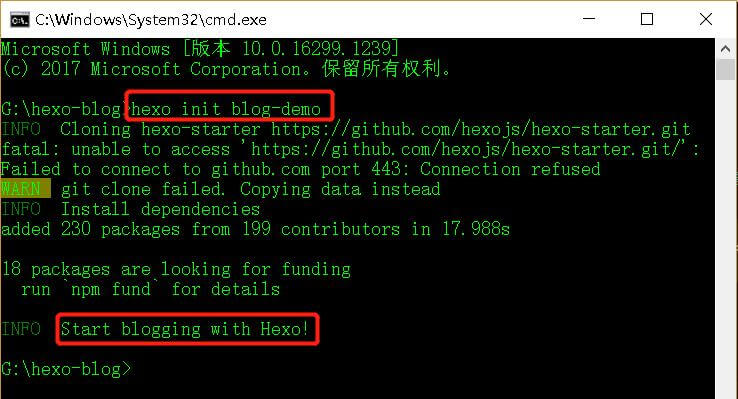 C:\Windows\System32\cmd.exe
Microsoft Windows [版本 10.0.16299.1239]
(c) 2017 Microsoft Corporation。保留所有权利。
G:\hexo-blog>hexo init blog-demo
INFO  Cloning hexo-starter https://github.com/hexojs/hexo-starter.git
fatal: unable to access 'https://github.com/hexojs/hexo-starter.git/':
Failed to connect to github.com port 443: Connection refused
WARN  git clone failed. Copying data instead
INFO  Install dependencies
added 230 packages from 199 contributors in 17.988s
18 packages are looking for funding
  run `npm fund` for details
INFO  Start blogging with Hexo!
G:\hexo-blog>